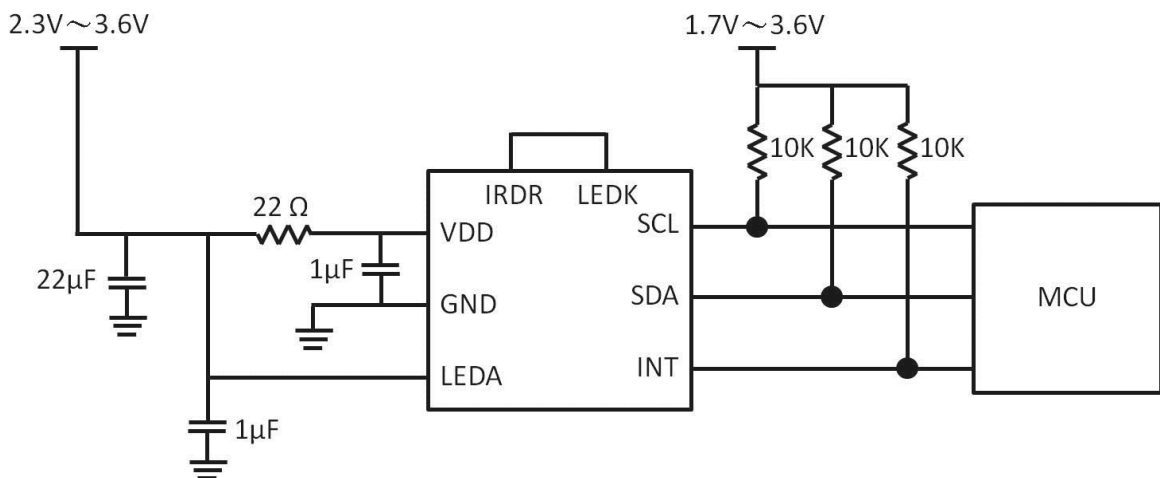 2.3V～3.6V
1.7V～3.6V
10K
10K
10K
IRDR
LEDK
22 Ω
VDD
SCL
22µF
1µF
GND
SDA
MCU
LEDA
INT
1µF